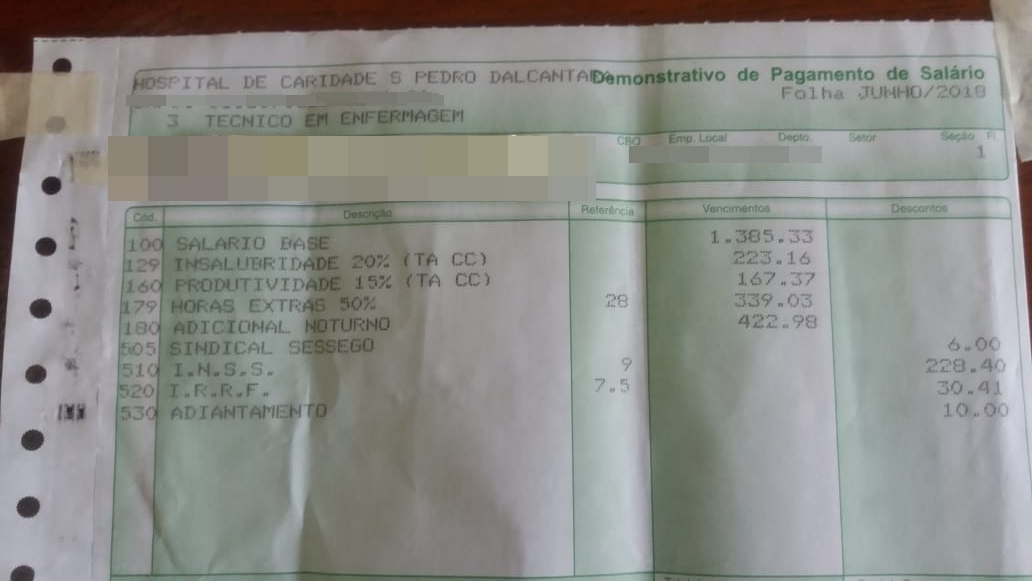 HOSPITAL DE CARIDADE S PEDRO DALCANTA Demonstrativo de Pagamento de Salário
Folha JUNHO/2018
3 TECNICO EM ENFERMAGEM
CBO Emp. Local Depto. Setor Seção Fl.
1
Cód. Descrição Referência Vencimentos Descontos
100 SALARIO BASE 1.385.33
129 INSALUBRIDADE 20% (TA CC) 223.16
160 PRODUTIVIDADE 15% (TA CC) 167.37
179 HORAS EXTRAS 50% 28 339.03
180 ADICIONAL NOTURNO 422.98
505 SINDICAL SESSEGO 6.00
510 I.N.S.S. 9 228.40
520 I.R.R.F. 7.5 30.41
530 ADIANTAMENTO 10.00